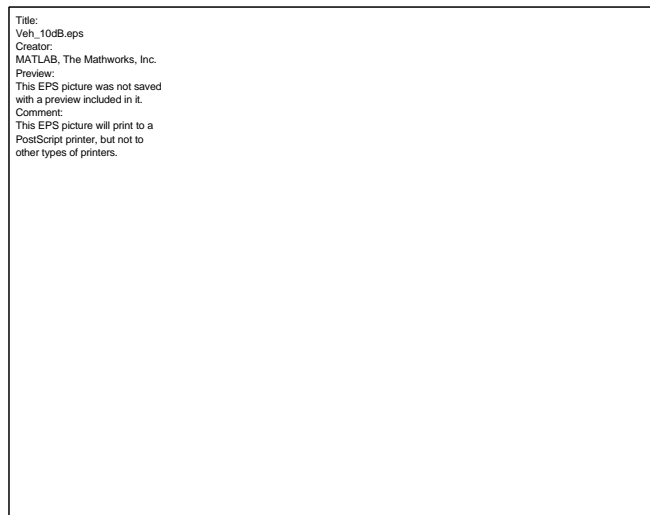 Title:
Veh_10dB.eps
Creator:
MATLAB, The Mathworks, Inc.
Preview:
This EPS picture was not saved
with a preview included in it.
Comment:
This EPS picture will print to a
PostScript printer, but not to
other types of printers.